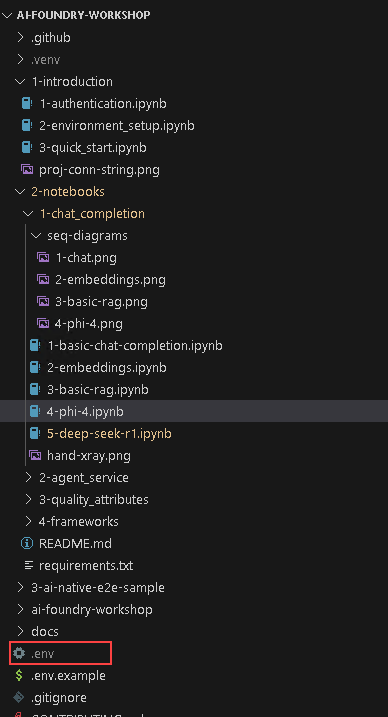 AI-FOUNDRY-WORKSHOP
.github
.venv
1-introduction
1-authentication.ipynb
2-environment_setup.ipynb
3-quick_start.ipynb
proj-conn-string.png
2-notebooks
1-chat_completion
seq-diagrams
1-chat.png
2-embeddings.png
3-basic-rag.png
4-phi-4.png
1-basic-chat-completion.ipynb
2-embeddings.ipynb
3-basic-rag.ipynb
4-phi-4.ipynb
5-deep-seek-r1.ipynb
hand-xray.png
2-agent_service
3-quality_attributes
4-frameworks
README.md
requirements.txt
3-ai-native-e2e-sample
ai-foundry-workshop
docs
.env
$ .env.example
.gitignore